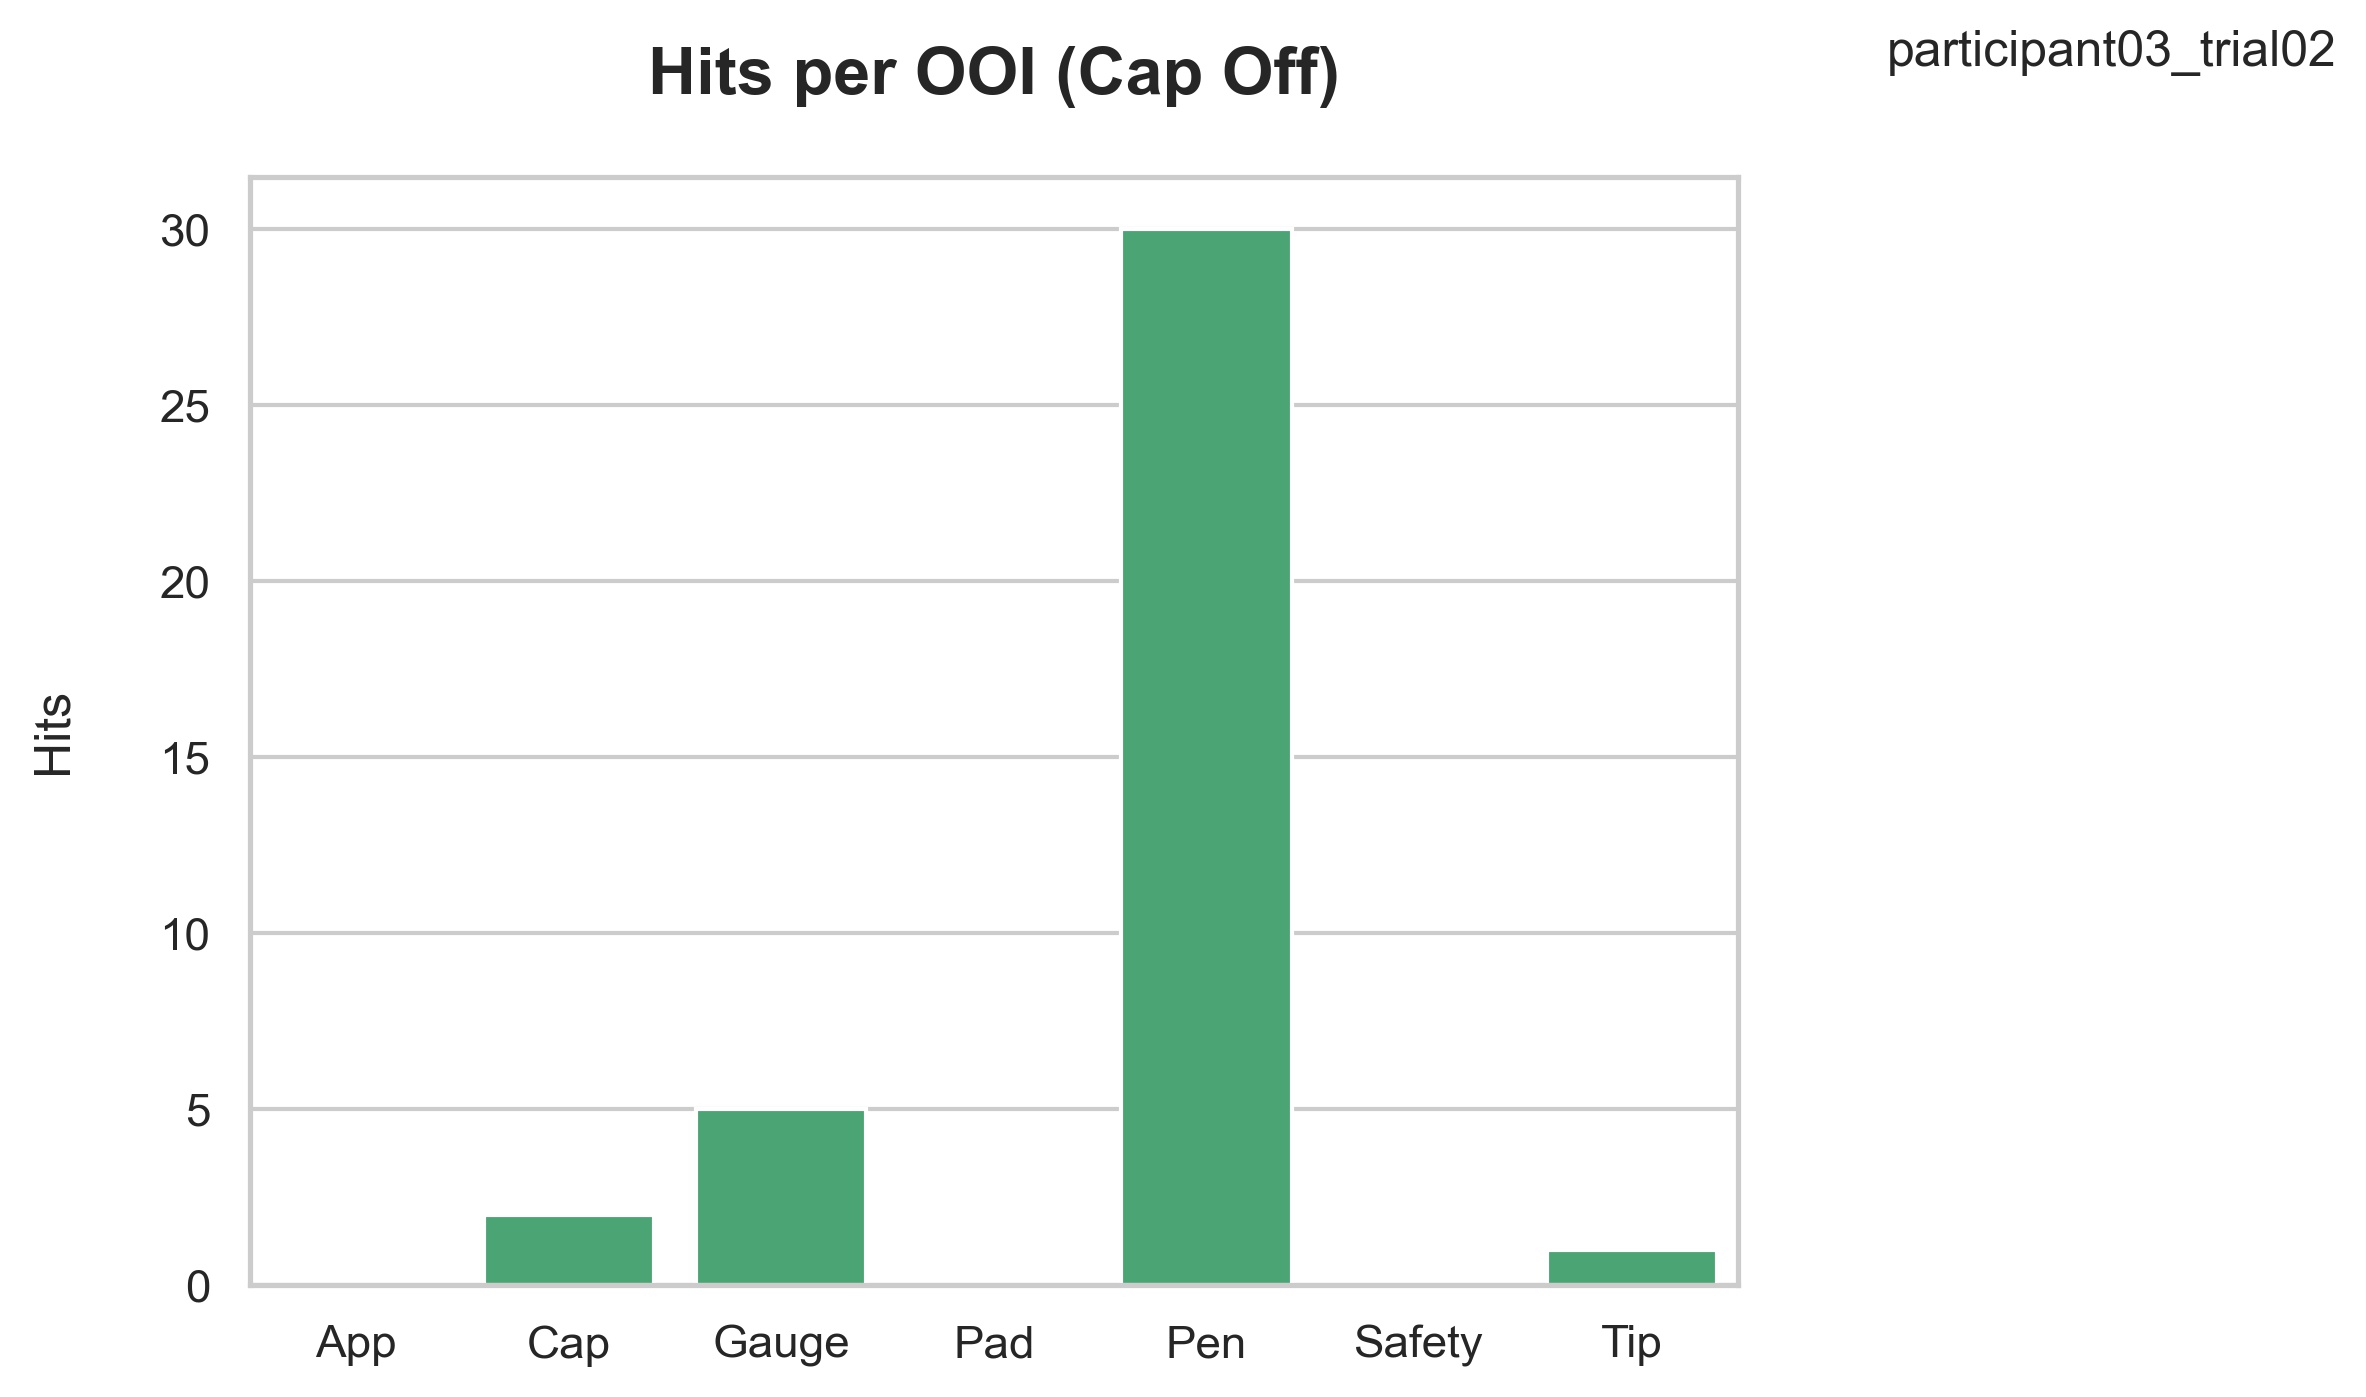 participant03_trial02
Hits per OOI (Cap Off)
Hits
30
25
20
15
10
5
0
App Cap Gauge Pad Pen Safety Tip